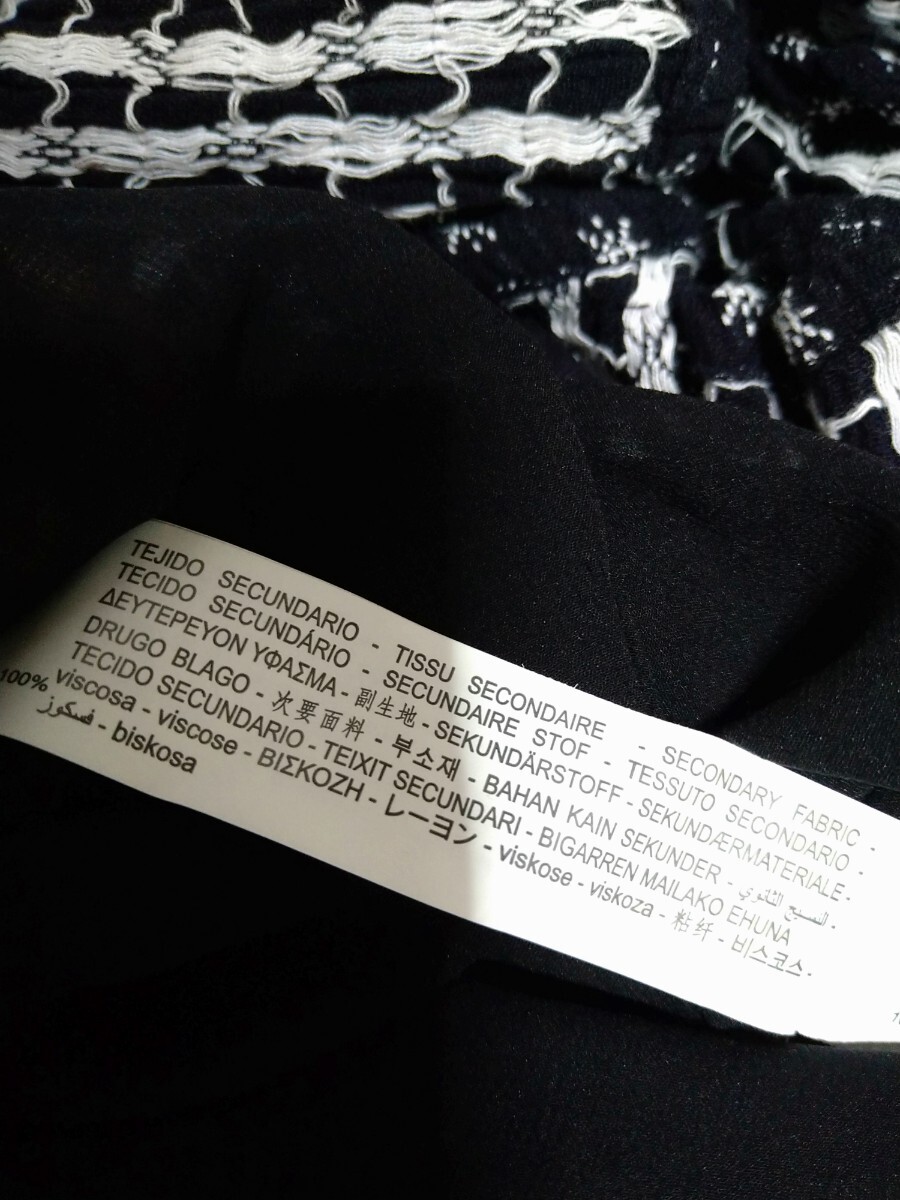 TEJIDO SECUNDARIO - TISSU SECONDAIRE - SECONDARY FABRIC -
TECIDO SECUNDÁRIO - SECUNDAIRE STOF - TESSUTO SECONDARIO -
ΔΕΥΤΕΡΕΥΟΝ ΥΦΑΣΜΑ - 副生地 - SEKUNDÄRSTOFF - SEKUNDÆRMATERIALE -
DRUGO BLAGO - 次要面料 - 부소재 - BAHAN KAIN SEKUNDER - النسيج الثانوي -
TECIDO SECUNDARIO - TEIXIT SECUNDARI - BIGARREN MAILAKO EHUNA
100% viscosa - viscose - ΒΙΣΚΟΖΗ - レーヨン - viskose - viskoza - 粘纤 - 비스코스 -
فسكوز - biskosa